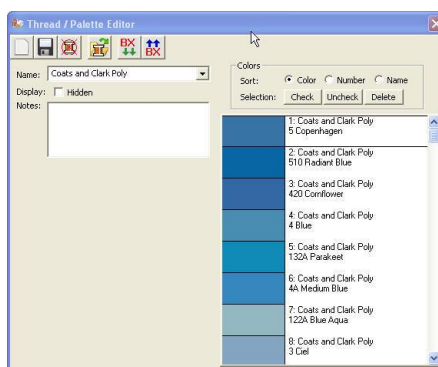 Thread / Palette Editor
BX
BX
Name: Coats and Clark Poly
Display: Hidden
Notes:
Colors
Sort: Color Number Name
Selection: Check Uncheck Delete
1: Coats and Clark Poly
5 Copenhagen
2: Coats and Clark Poly
510 Radiant Blue
3: Coats and Clark Poly
420 Cornflower
4: Coats and Clark Poly
4 Blue
5: Coats and Clark Poly
132A Parakeet
6: Coats and Clark Poly
4A Medium Blue
7: Coats and Clark Poly
122A Blue Aqua
8: Coats and Clark Poly
3 Ciel